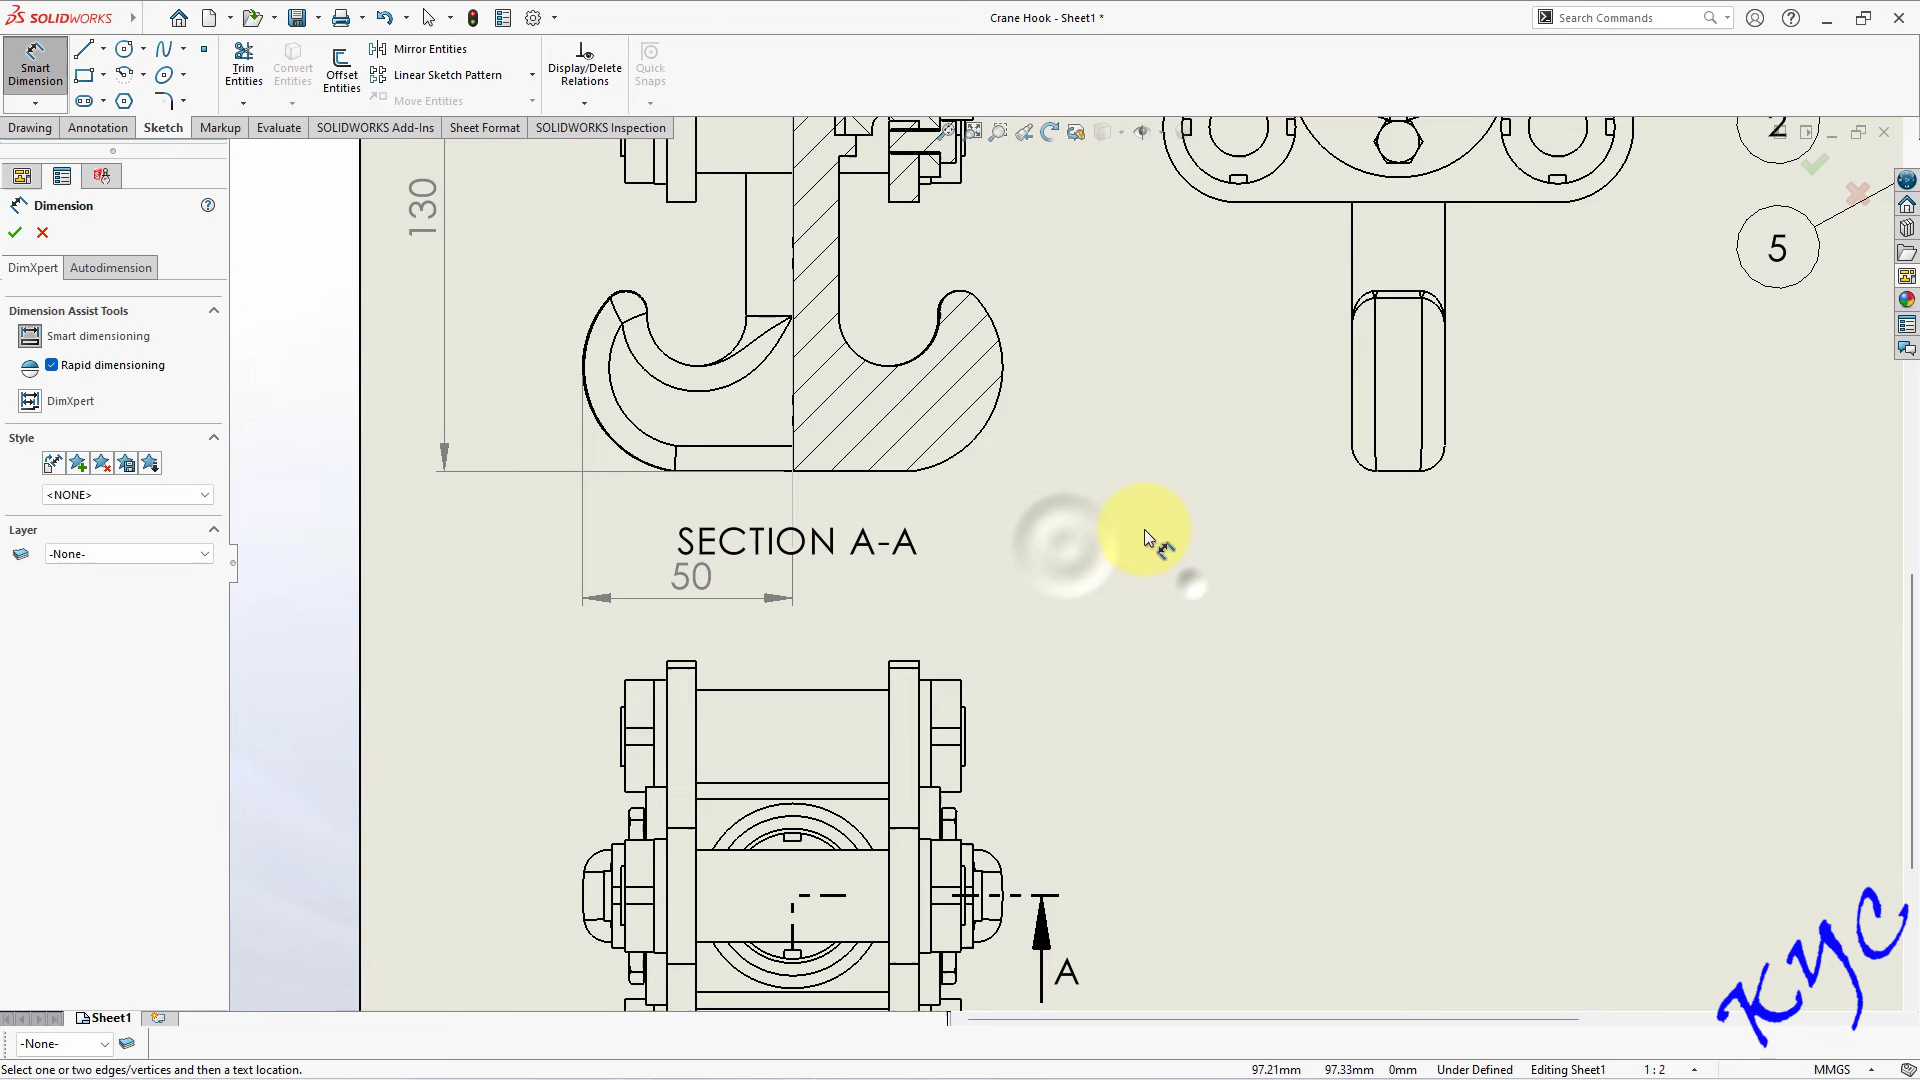 SOLIDWORKS
Crane Hook - Sheet1 *
Search Commands
Smart Dimension
Trim Entities
Convert Entities
Offset Entities
Mirror Entities
Linear Sketch Pattern
Move Entities
Display/Delete Relations
Quick Snaps
Drawing
Annotation
Sketch
Markup
Evaluate
SOLIDWORKS Add-Ins
Sheet Format
SOLIDWORKS Inspection
Dimension
DimXpert
Autodimension
Dimension Assist Tools
Smart dimensioning
Rapid dimensioning
DimXpert
Style
<NONE>
Layer
-None-
130
2
5
SECTION A-A
50
A
KYC
Sheet1
-None-
Select one or two edges/vertices and then a text location.
97.21mm
97.33mm
0mm
Under Defined
Editing Sheet1
1 : 2
MMGS